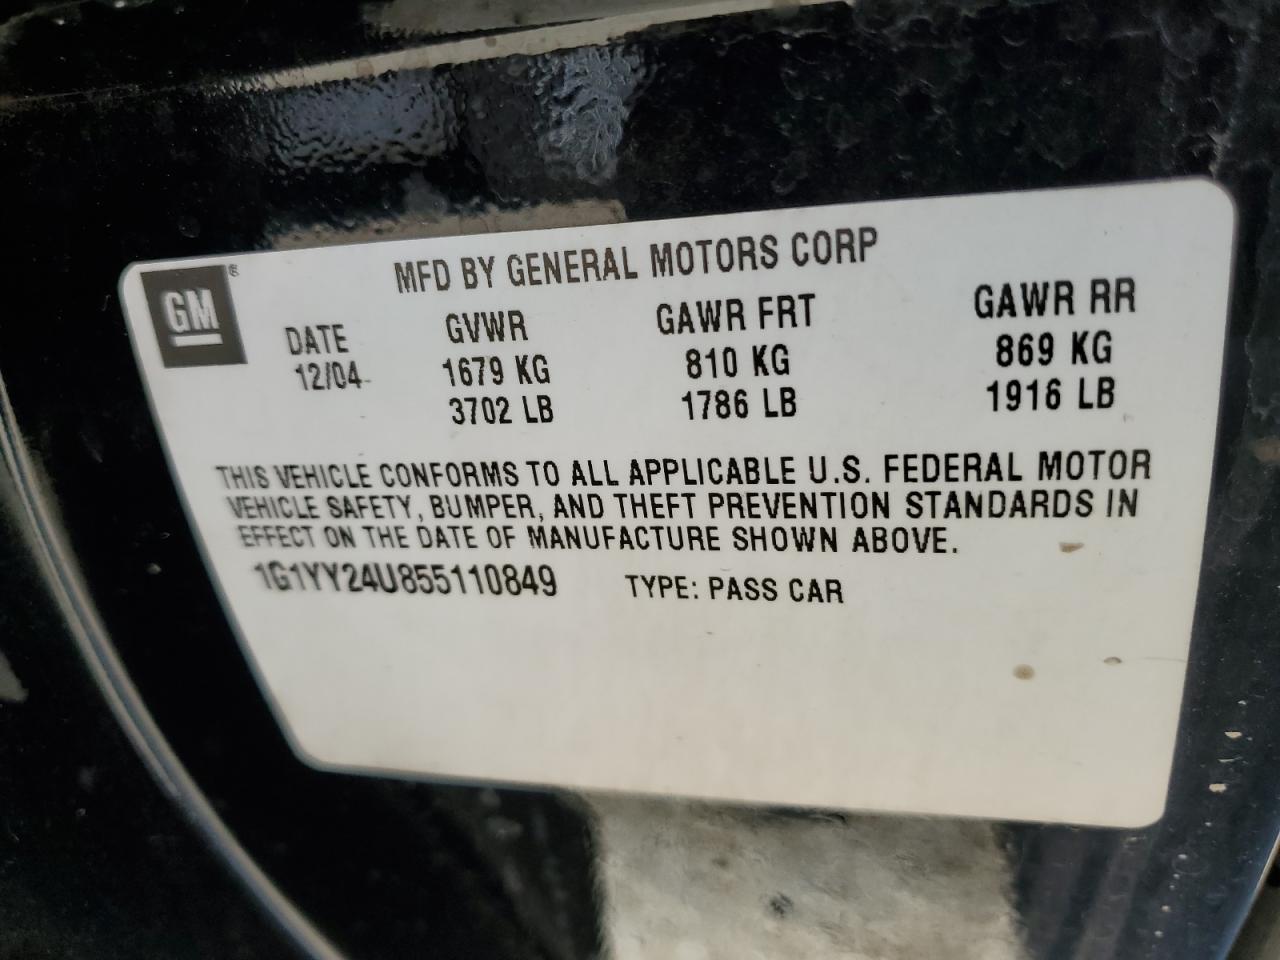 GM®
MFD BY GENERAL MOTORS CORP
DATE GVWR GAWR FRT GAWR RR
12/04 1679 KG 810 KG 869 KG
3702 LB 1786 LB 1916 LB
THIS VEHICLE CONFORMS TO ALL APPLICABLE U.S. FEDERAL MOTOR
VEHICLE SAFETY, BUMPER, AND THEFT PREVENTION STANDARDS IN
EFFECT ON THE DATE OF MANUFACTURE SHOWN ABOVE.
1G1YY24U855110849 TYPE: PASS CAR